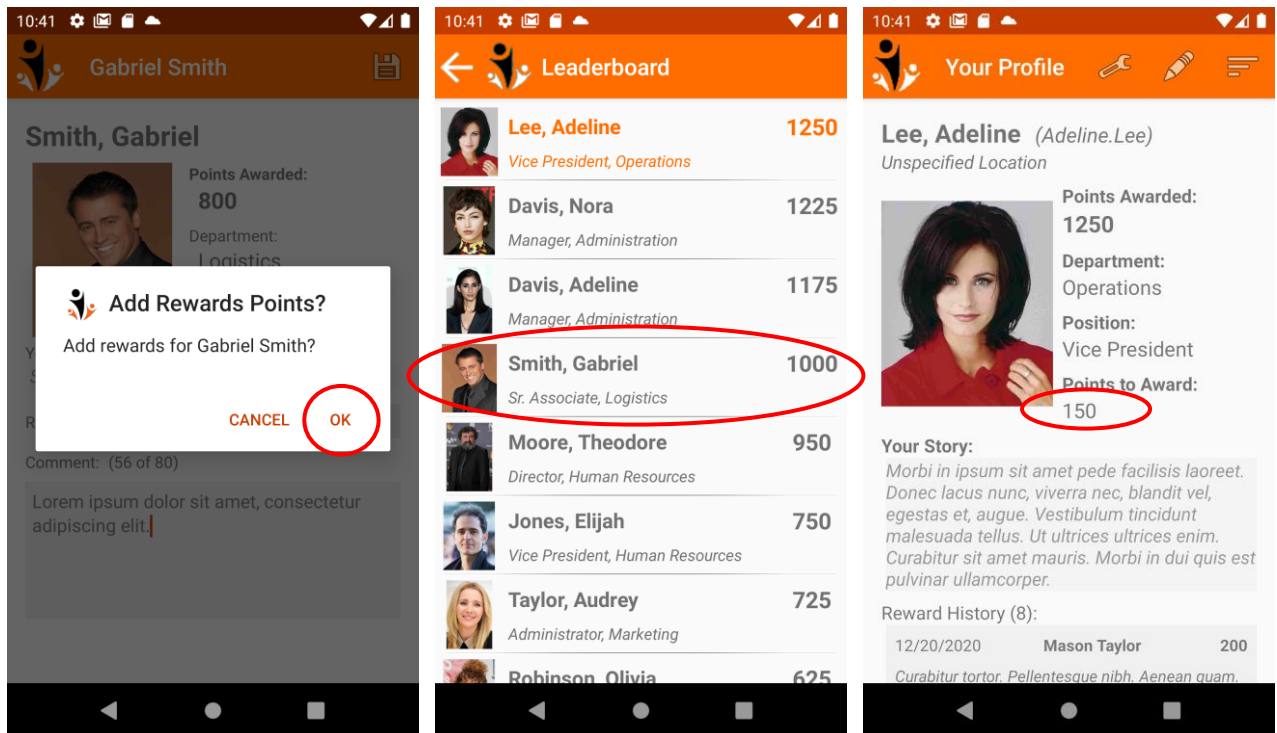 10:41
Gabriel Smith
Smith, Gabriel
Points Awarded:
800
Department:
Logistics
Add Rewards Points?
Add rewards for Gabriel Smith?
CANCEL OK
Comment: (56 of 80)
Lorem ipsum dolor sit amet, consectetur
adipiscing elit.
10:41
Leaderboard
Lee, Adeline 1250
Vice President, Operations
Davis, Nora 1225
Manager, Administration
Davis, Adeline 1175
Manager, Administration
Smith, Gabriel 1000
Sr. Associate, Logistics
Moore, Theodore 950
Director, Human Resources
Jones, Elijah 750
Vice President, Human Resources
Taylor, Audrey 725
Administrator, Marketing
Robinson, Olivia 625
10:41
Your Profile
Lee, Adeline (Adeline.Lee)
Unspecified Location
Points Awarded:
1250
Department:
Operations
Position:
Vice President
Points to Award:
150
Your Story:
Morbi in ipsum sit amet pede facilisis laoreet.
Donec lacus nunc, viverra nec, blandit vel,
egestas et, augue. Vestibulum tincidunt
malesuada tellus. Ut ultrices ultrices enim.
Curabitur sit amet mauris. Morbi in dui quis est
pulvinar ullamcorper.
Reward History (8):
12/20/2020 Mason Taylor 200
Curabitur tortor. Pellentesque nibh. Aenean quam.